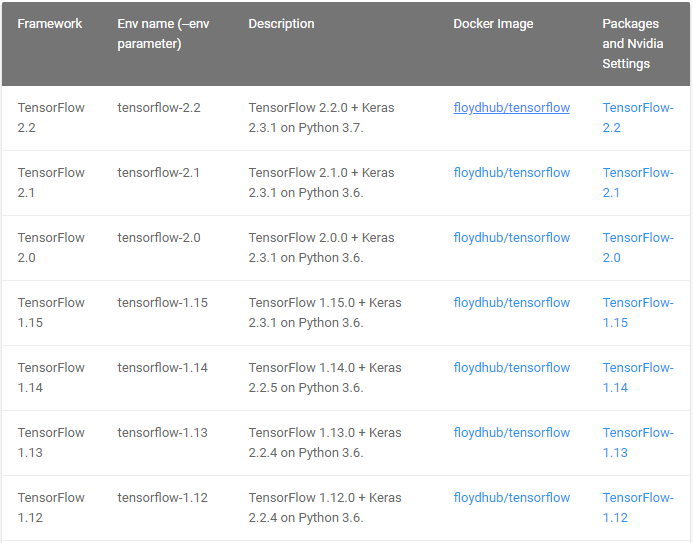 Framework
Env name (--env
parameter)
Description
Docker Image
Packages
and Nvidia
Settings
TensorFlow
2.2
tensorflow-2.2
TensorFlow 2.2.0 + Keras
2.3.1 on Python 3.7.
floydhub/tensorflow
TensorFlow-
2.2
TensorFlow
2.1
tensorflow-2.1
TensorFlow 2.1.0 + Keras
2.3.1 on Python 3.6.
floydhub/tensorflow
TensorFlow-
2.1
TensorFlow
2.0
tensorflow-2.0
TensorFlow 2.0.0 + Keras
2.3.1 on Python 3.6.
floydhub/tensorflow
TensorFlow-
2.0
TensorFlow
1.15
tensorflow-1.15
TensorFlow 1.15.0 + Keras
2.3.1 on Python 3.6.
floydhub/tensorflow
TensorFlow-
1.15
TensorFlow
1.14
tensorflow-1.14
TensorFlow 1.14.0 + Keras
2.2.5 on Python 3.6.
floydhub/tensorflow
TensorFlow-
1.14
TensorFlow
1.13
tensorflow-1.13
TensorFlow 1.13.0 + Keras
2.2.4 on Python 3.6.
floydhub/tensorflow
TensorFlow-
1.13
TensorFlow
1.12
tensorflow-1.12
TensorFlow 1.12.0 + Keras
2.2.4 on Python 3.6.
floydhub/tensorflow
TensorFlow-
1.12